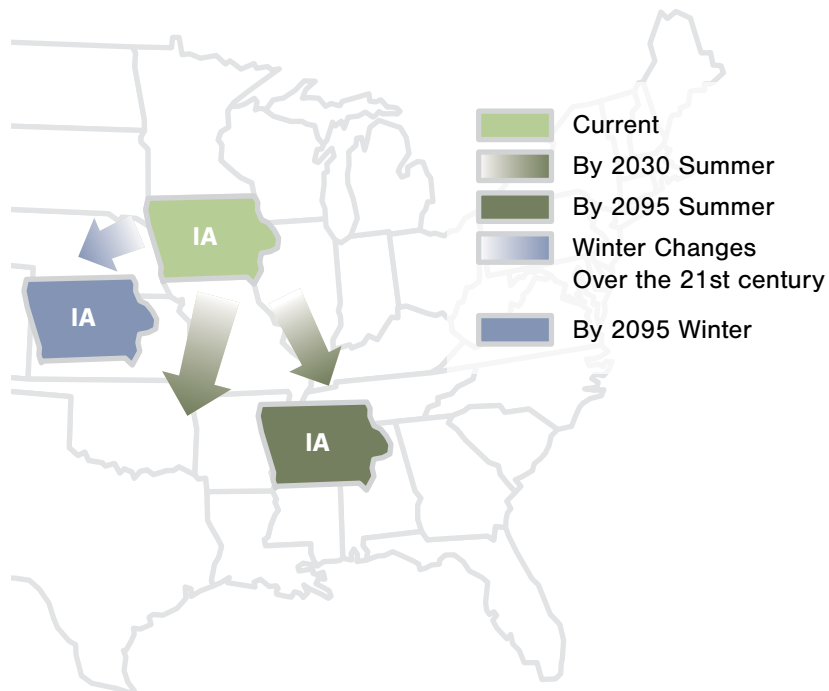 Current
By 2030 Summer
By 2095 Summer
Winter Changes
Over the 21st century
By 2095 Winter
IA
IA
IA